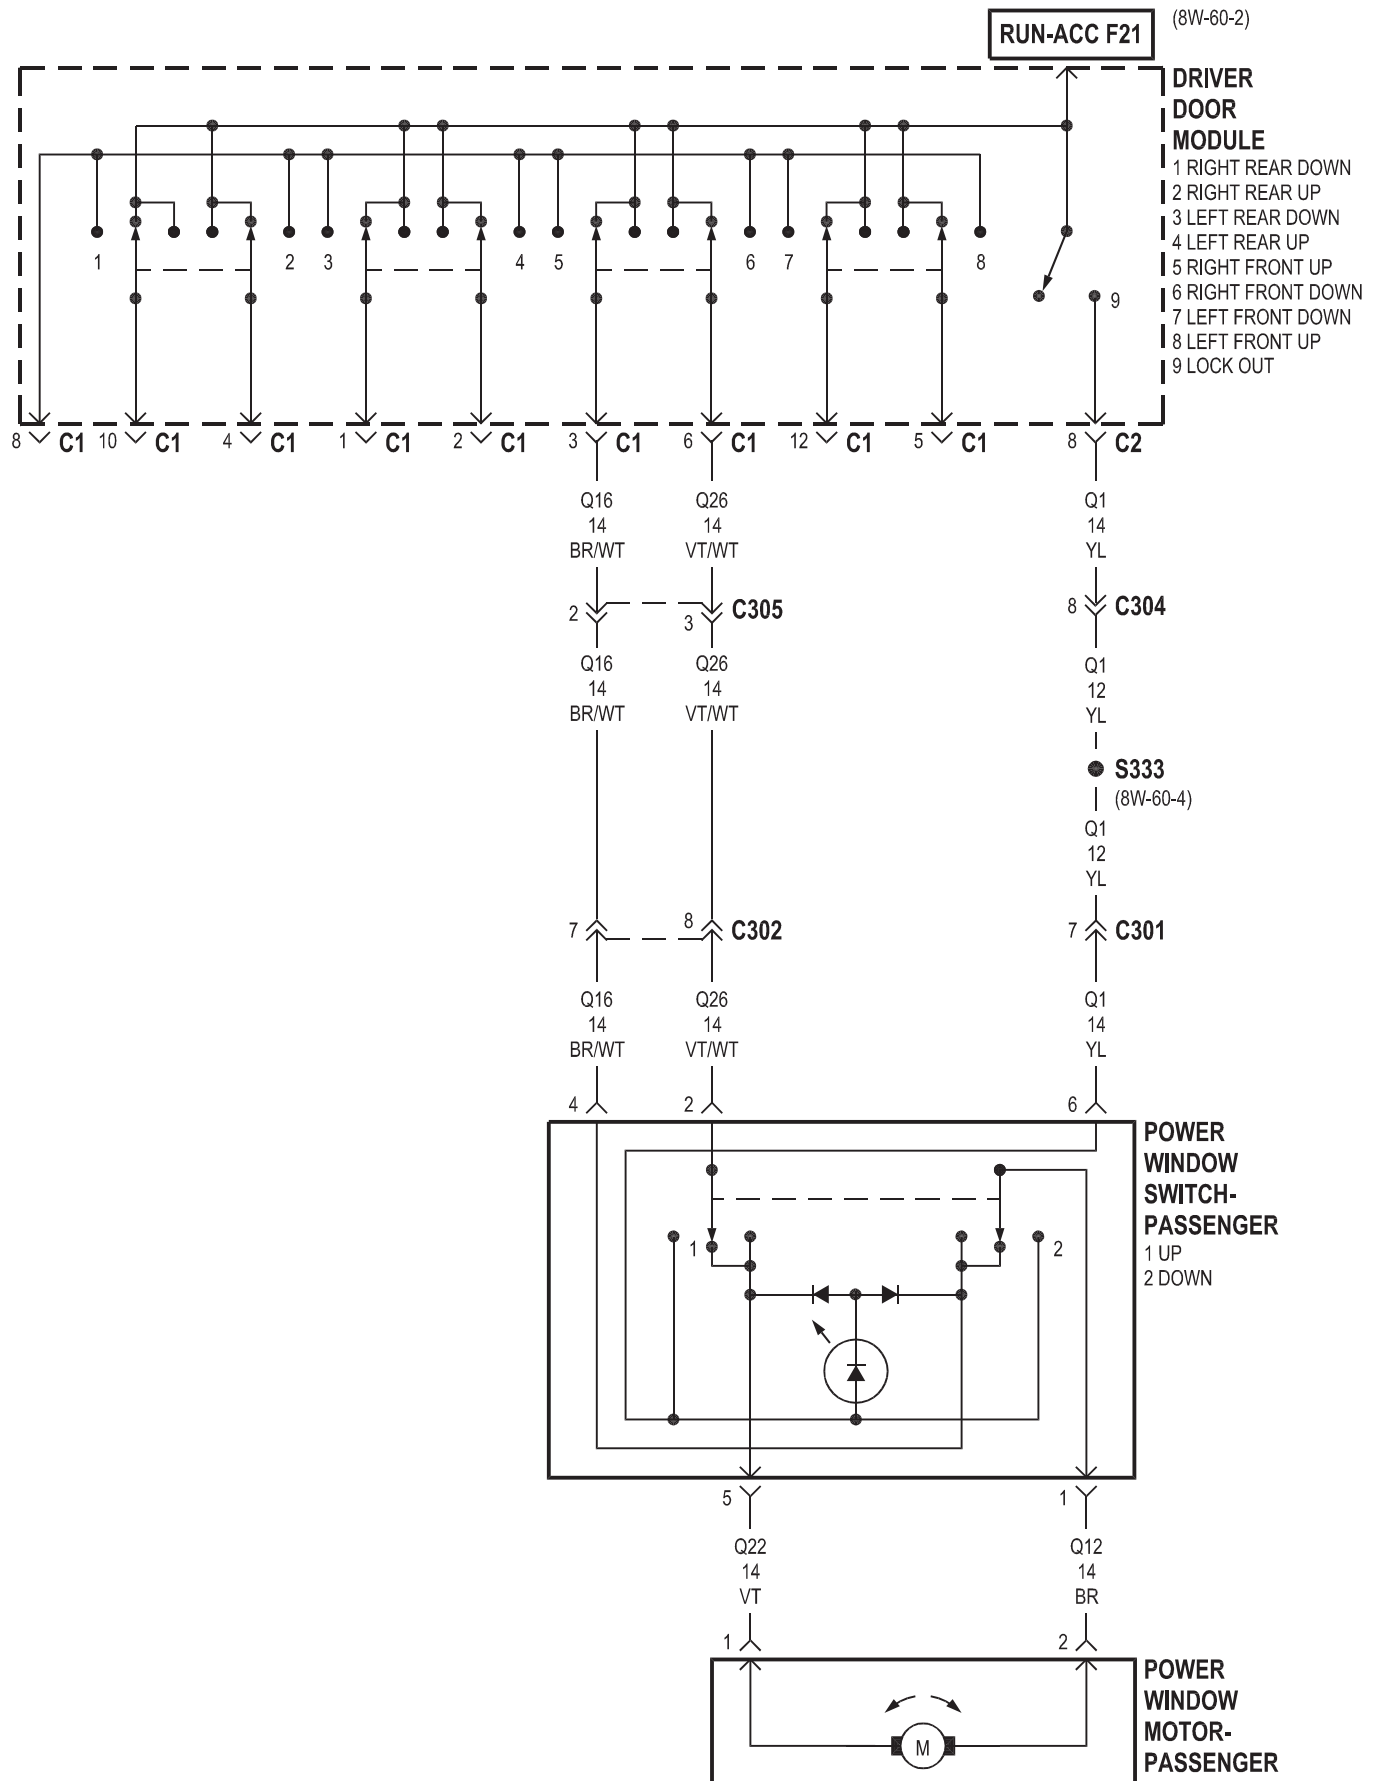 RUN-ACC F21
(8W-60-2)
DRIVER
DOOR
MODULE
1 RIGHT REAR DOWN
2 RIGHT REAR UP
3 LEFT REAR DOWN
4 LEFT REAR UP
5 RIGHT FRONT UP
6 RIGHT FRONT DOWN
7 LEFT FRONT DOWN
8 LEFT FRONT UP
9 LOCK OUT
1 2 3 4 5 6 7 8
9
8 C1 10 C1 4 C1 1 C1 2 C1 3 C1 6 C1 12 C1 5 C1 8 C2
Q16 Q26 Q1
14 14 14
BR/WT VT/WT YL
2 3 C305 8 C304
Q16 Q26 Q1
14 14 12
BR/WT VT/WT YL
S333
(8W-60-4)
Q1
12
YL
7 8 C302 7 C301
Q16 Q26 Q1
14 14 14
BR/WT VT/WT YL
4 2 6
POWER
WINDOW
SWITCH-
PASSENGER
1 UP
2 DOWN
1 2
5 1
Q22 Q12
14 14
VT BR
1 2
POWER
WINDOW
MOTOR-
PASSENGER
M